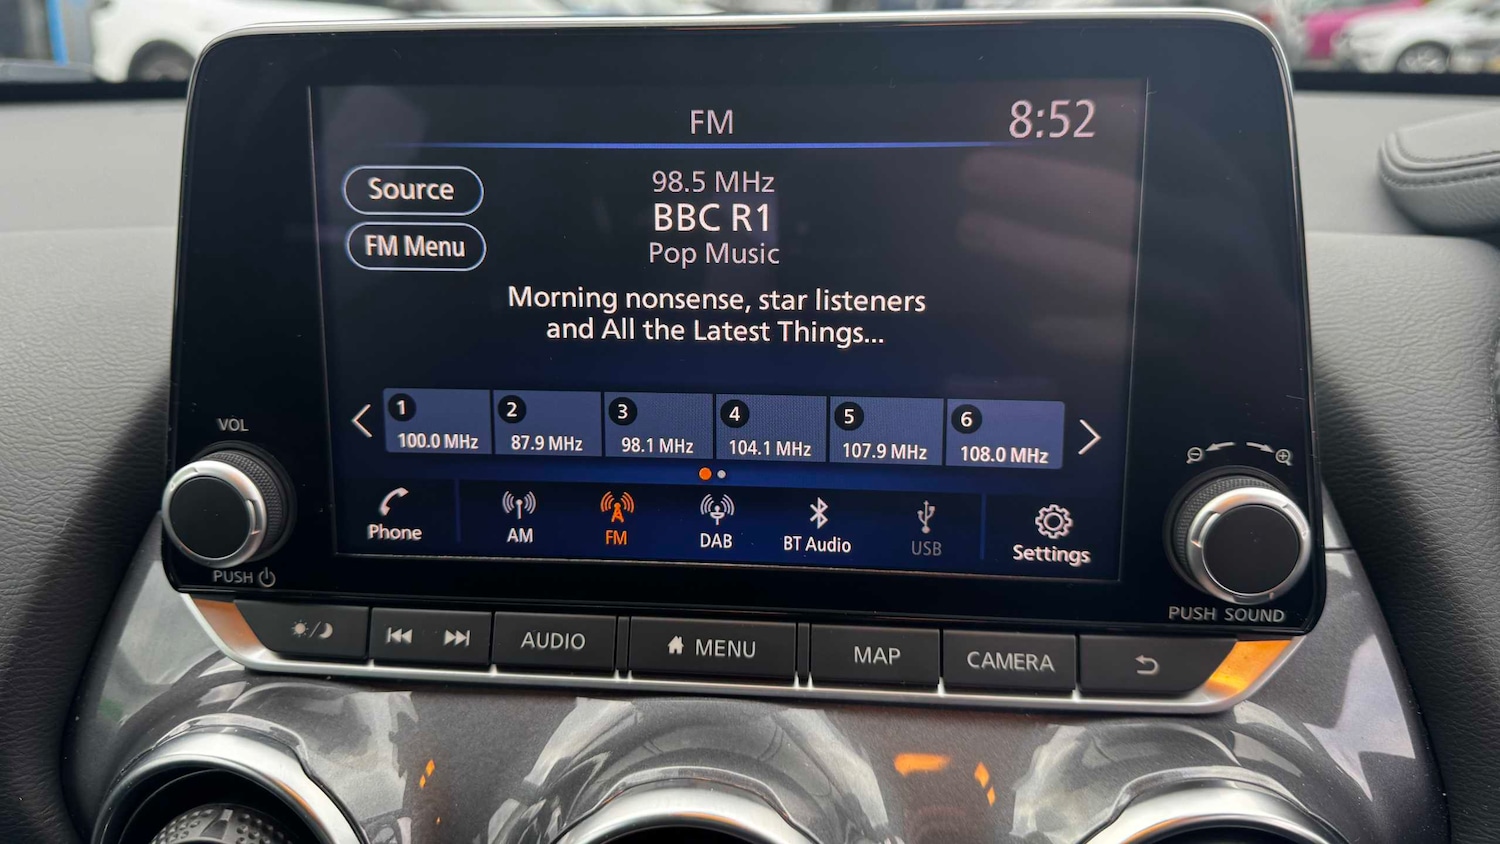 FM
8:52
Source
98.5 MHz
BBC R1
FM Menu
Pop Music
Morning nonsense, star listeners
and All the Latest Things...
1 2 3 4 5 6
100.0 MHz 87.9 MHz 98.1 MHz 104.1 MHz 107.9 MHz 108.0 MHz
VOL
Phone AM FM DAB BT Audio USB Settings
PUSH
PUSH SOUND
AUDIO MENU MAP CAMERA